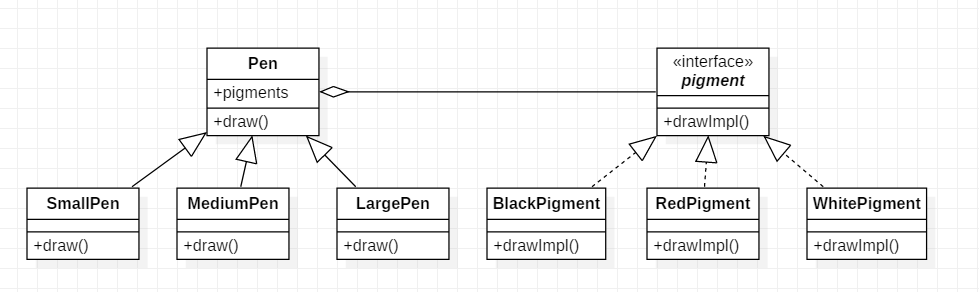 Pen
+pigments
+draw()
«interface»
pigment
+drawImpl()
SmallPen
+draw()
MediumPen
+draw()
LargePen
+draw()
BlackPigment
+drawImpl()
RedPigment
+drawImpl()
WhitePigment
+drawImpl()